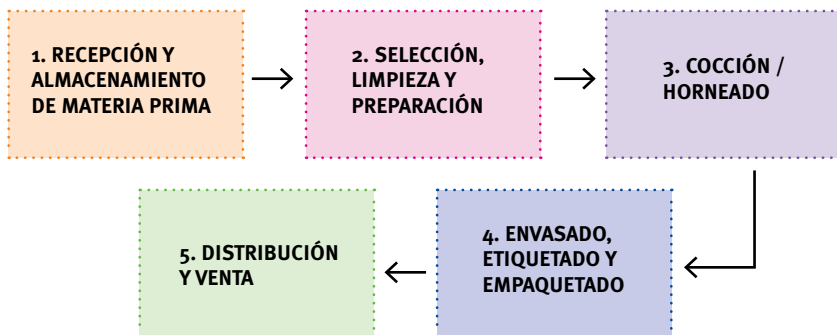 1. RECEPCIÓN Y
ALMACENAMIENTO
DE MATERIA PRIMA
2. SELECCIÓN,
LIMPIEZA Y
PREPARACIÓN
3. COCCIÓN /
HORNEADO
4. ENVASADO,
ETIQUETADO Y
EMPAQUETADO
5. DISTRIBUCIÓN
Y VENTA